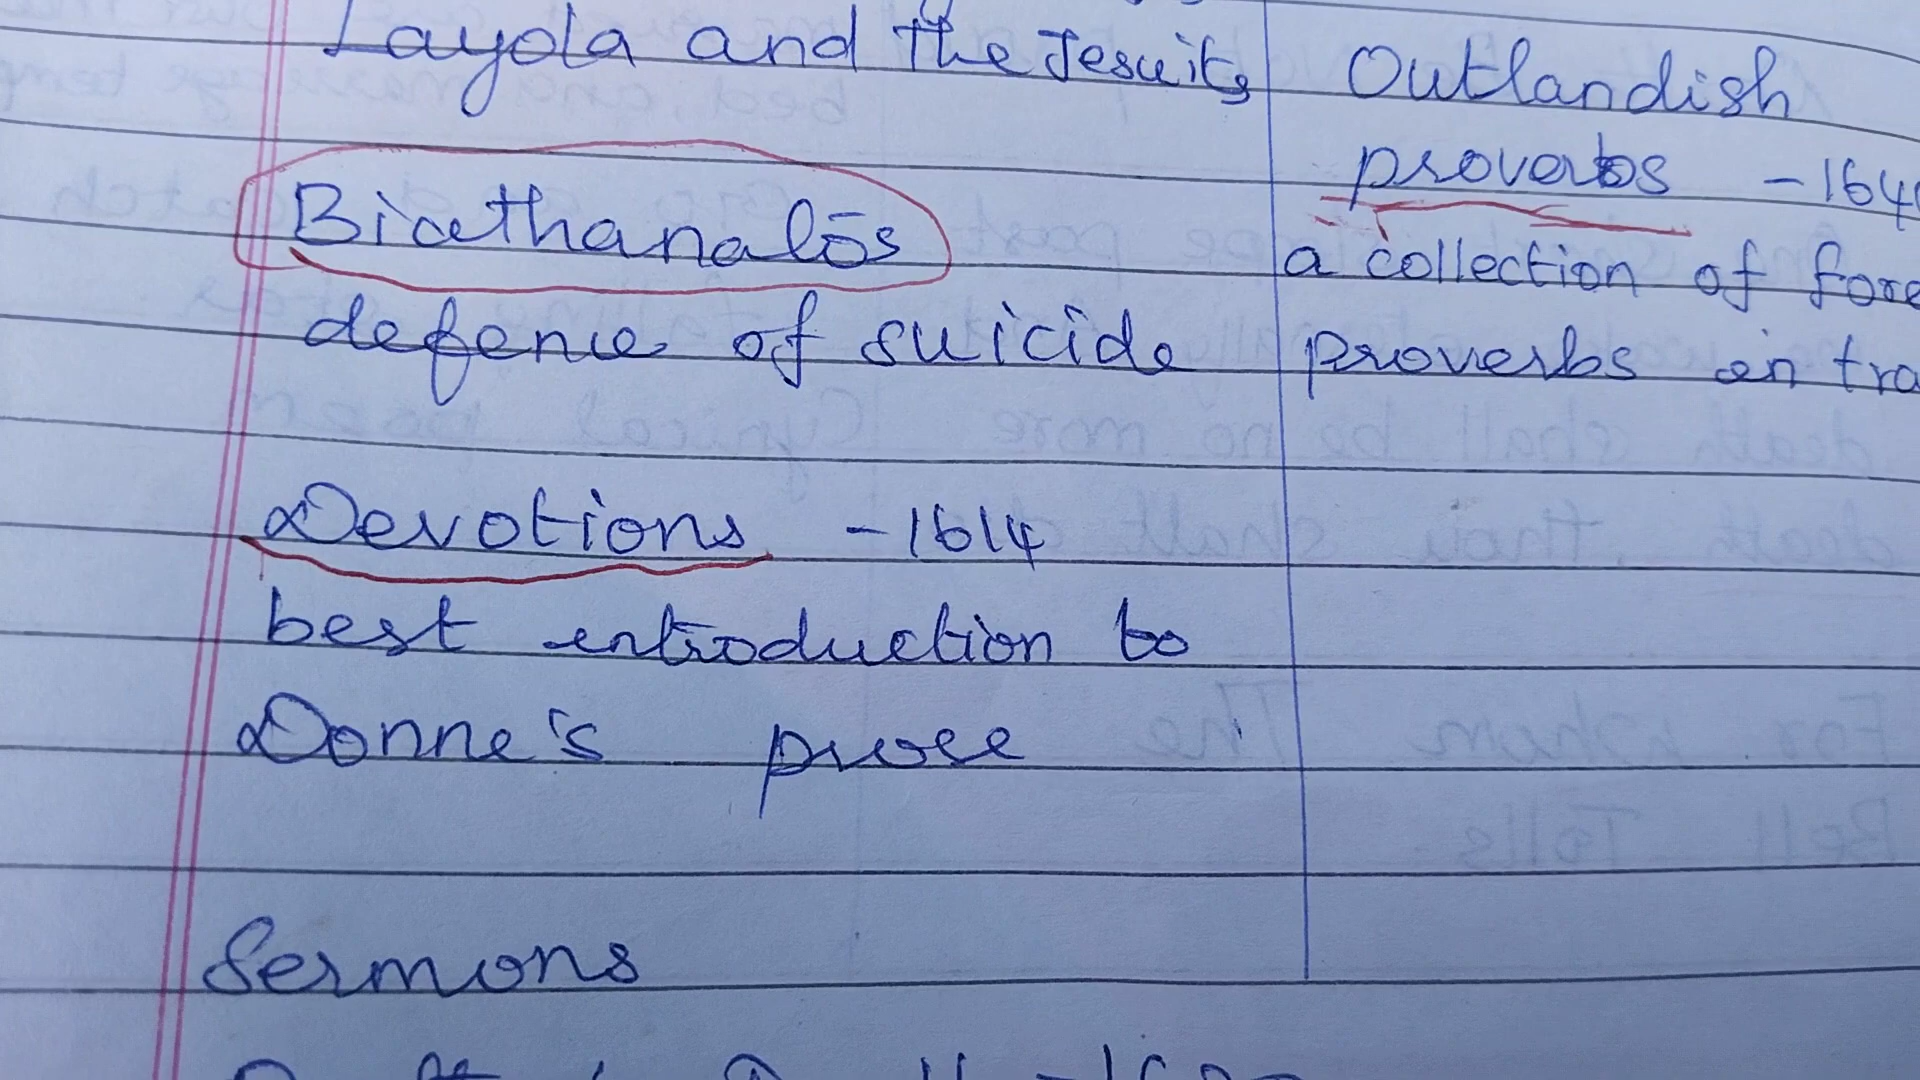 Layola and the Jesuits
Biathanalōs
defence of suicide
Devotions - 1614
best introduction to
Donne's prose
Sermons
Outlandish
proverbs - 164
a collection of fore
proverbs in tra